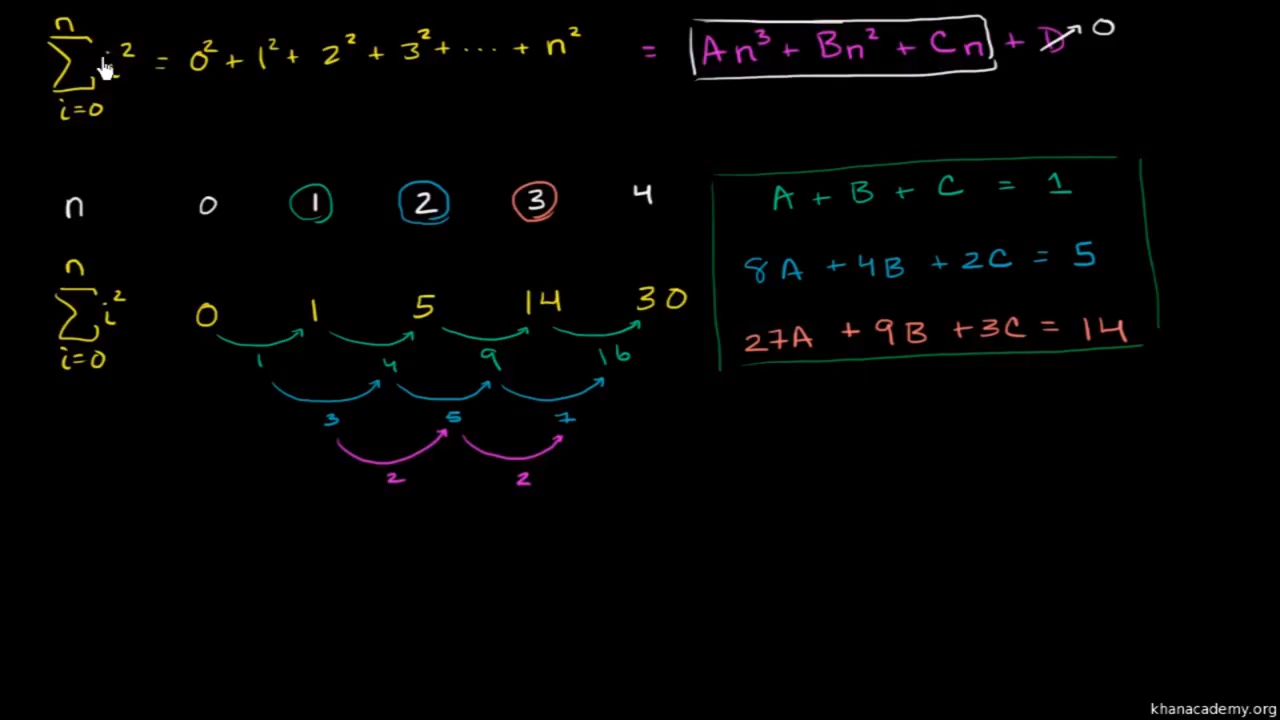 n
∑ i² = 0² + 1² + 2² + 3² + ... + n² = An³ + Bn² + Cn + D → 0
i=0
n 0 1 2 3 4
A + B + C = 1
n
8A + 4B + 2C = 5
∑ i² 0 1 5 14 30
27A + 9B + 3C = 14
i=0
1 4 9 16
3 5 7
2 2
khanacademy.org